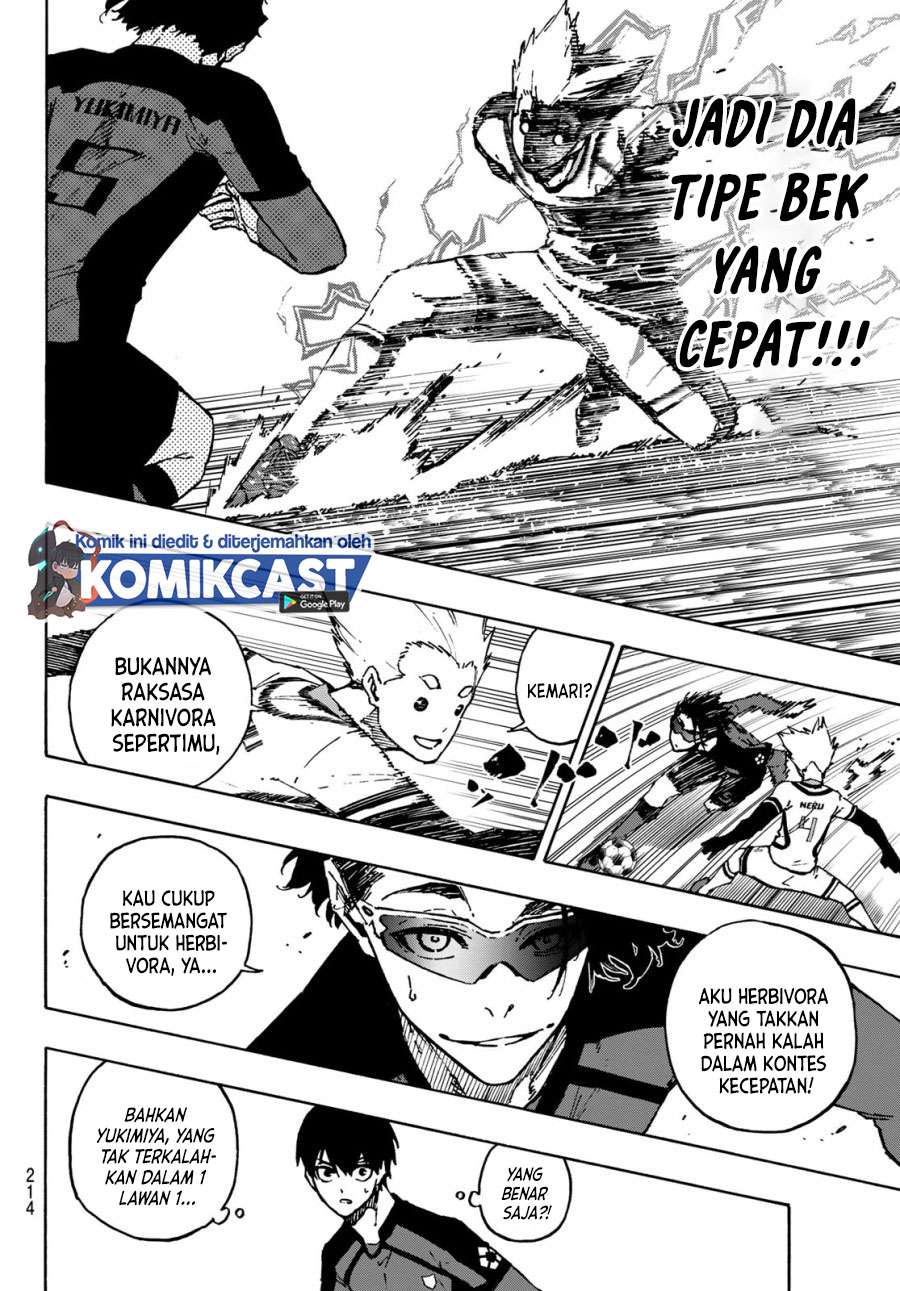 YUKIMIYA
5
JADI DIA
TIPE BEK
YANG
CEPAT!!!
Komik ini diedit & diterjemahkan oleh
KOMIKCAST
GET IT ON
Google Play
KEMARI?
NERU
4
BUKANNYA
RAKSASA
KARNIVORA
SEPERTIMU,
KAU CUKUP
BERSEMANGAT
UNTUK HERBI-
VORA, YA...
AKU HERBIVORA
YANG TAKKAN
PERNAH KALAH
DALAM KONTES
KECEPATAN!
YANG
BENAR
SAJA?!
BAHKAN
YUKIMIYA, YANG
TAK TERKALAH-
KAN DALAM 1
LAWAN 1...
214